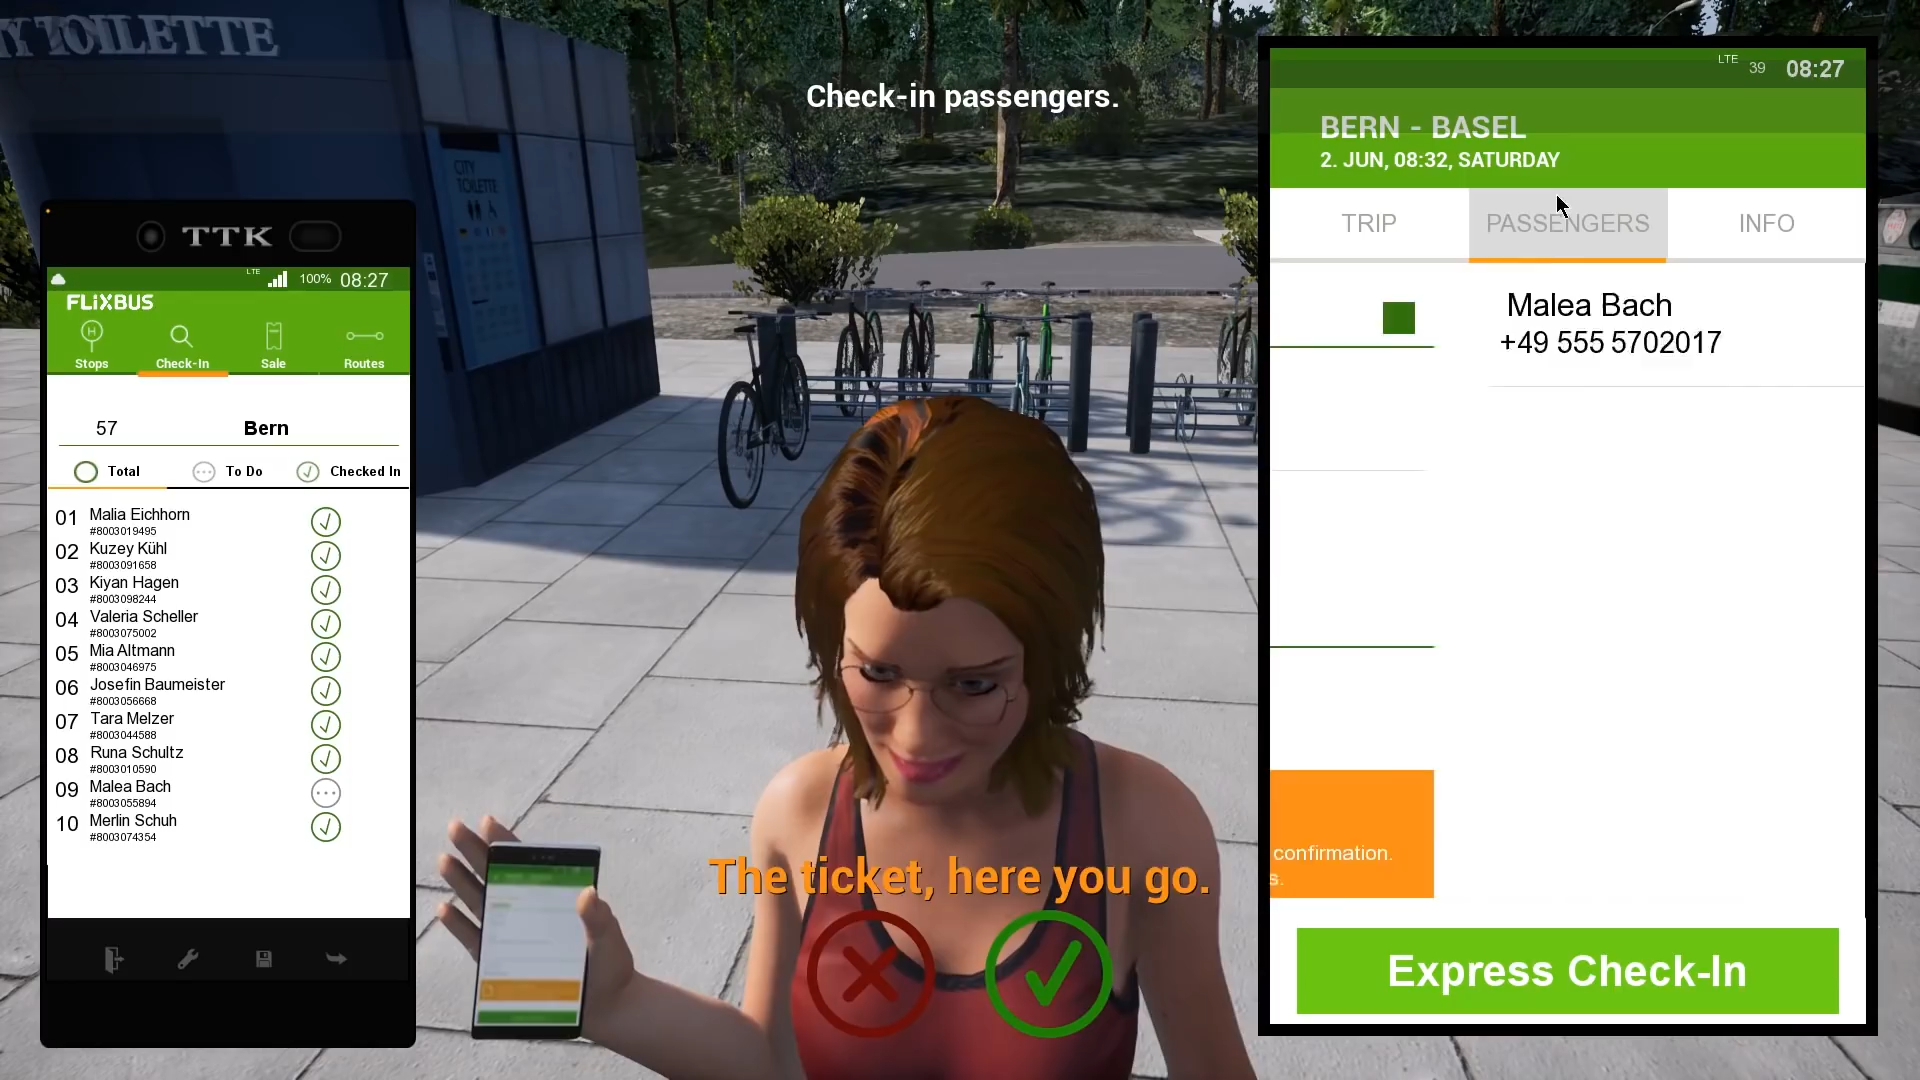 Y TOILETTE
CITY
TOILETTE
Check-in passengers.
TTK
LTE 100% 08:27
FLiXBUS
Stops Check-In Sale Routes
57 Bern
Total To Do Checked In
01 Malia Eichhorn
#8003019495
02 Kuzey Kühl
#8003091658
03 Kiyan Hagen
#8003098244
04 Valeria Scheller
#8003075002
05 Mia Altmann
#8003046975
06 Josefin Baumeister
#8003056668
07 Tara Melzer
#8003044588
08 Runa Schultz
#8003010590
09 Malea Bach
#8003055894
10 Merlin Schuh
#8003074354
The ticket, here you go.
LTE 39 08:27
BERN - BASEL
2. JUN, 08:32, SATURDAY
TRIP PASSENGERS INFO
Malea Bach
+49 555 5702017
confirmation.
s.
Express Check-In